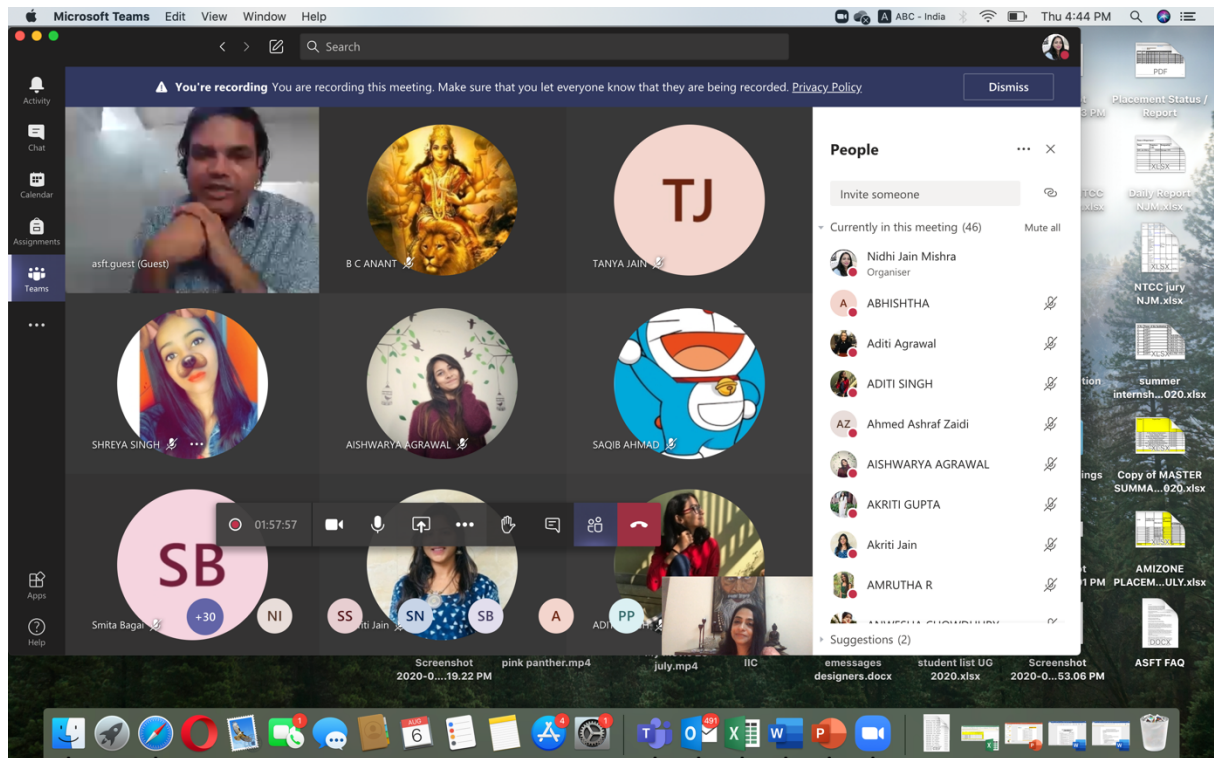 Microsoft Teams Edit View Window Help
A ABC - India Thu 4:44 PM
Search
Activity
Chat
Calendar
Assignments
Teams
Apps
Help
You're recording You are recording this meeting. Make sure that you let everyone know that they are being recorded. Privacy Policy
Dismiss
asft.guest (Guest)
B C ANANT
TJ
TANYA JAIN
SHREYA SINGH
AISHWARYA AGRAWAL
SAQIB AHMAD
01:57:57
SB
Smita Bagai
+30
NI
SS
SN
SB
A
PP
iti Jain
People
Invite someone
Currently in this meeting (46) Mute all
Nidhi Jain Mishra
Organiser
A ABHISHTHA
Aditi Agrawal
ADITI SINGH
AZ Ahmed Ashraf Zaidi
AISHWARYA AGRAWAL
AKRITI GUPTA
Akriti Jain
AMRUTHA R
Suggestions (2)
PDF
Placement Status /
Report
XLSX
Daily Report
NJM.xlsx
XLSX
NTCC jury
NJM.xlsx
XLSX
summer
internsh...020.xlsx
XLSX
Copy of MASTER
SUMMA...020.xlsx
XLSX
AMIZONE
PLACEM...ULY.xlsx
DOCX
ASFT FAQ
Screenshot
2020-0....19.22 PM
pink panther.mp4
july.mp4
IIC
emessages
designers.docx
student list UG
2020.xlsx
Screenshot
2020-0...53.06 PM
1
AUG
6
4
1
491